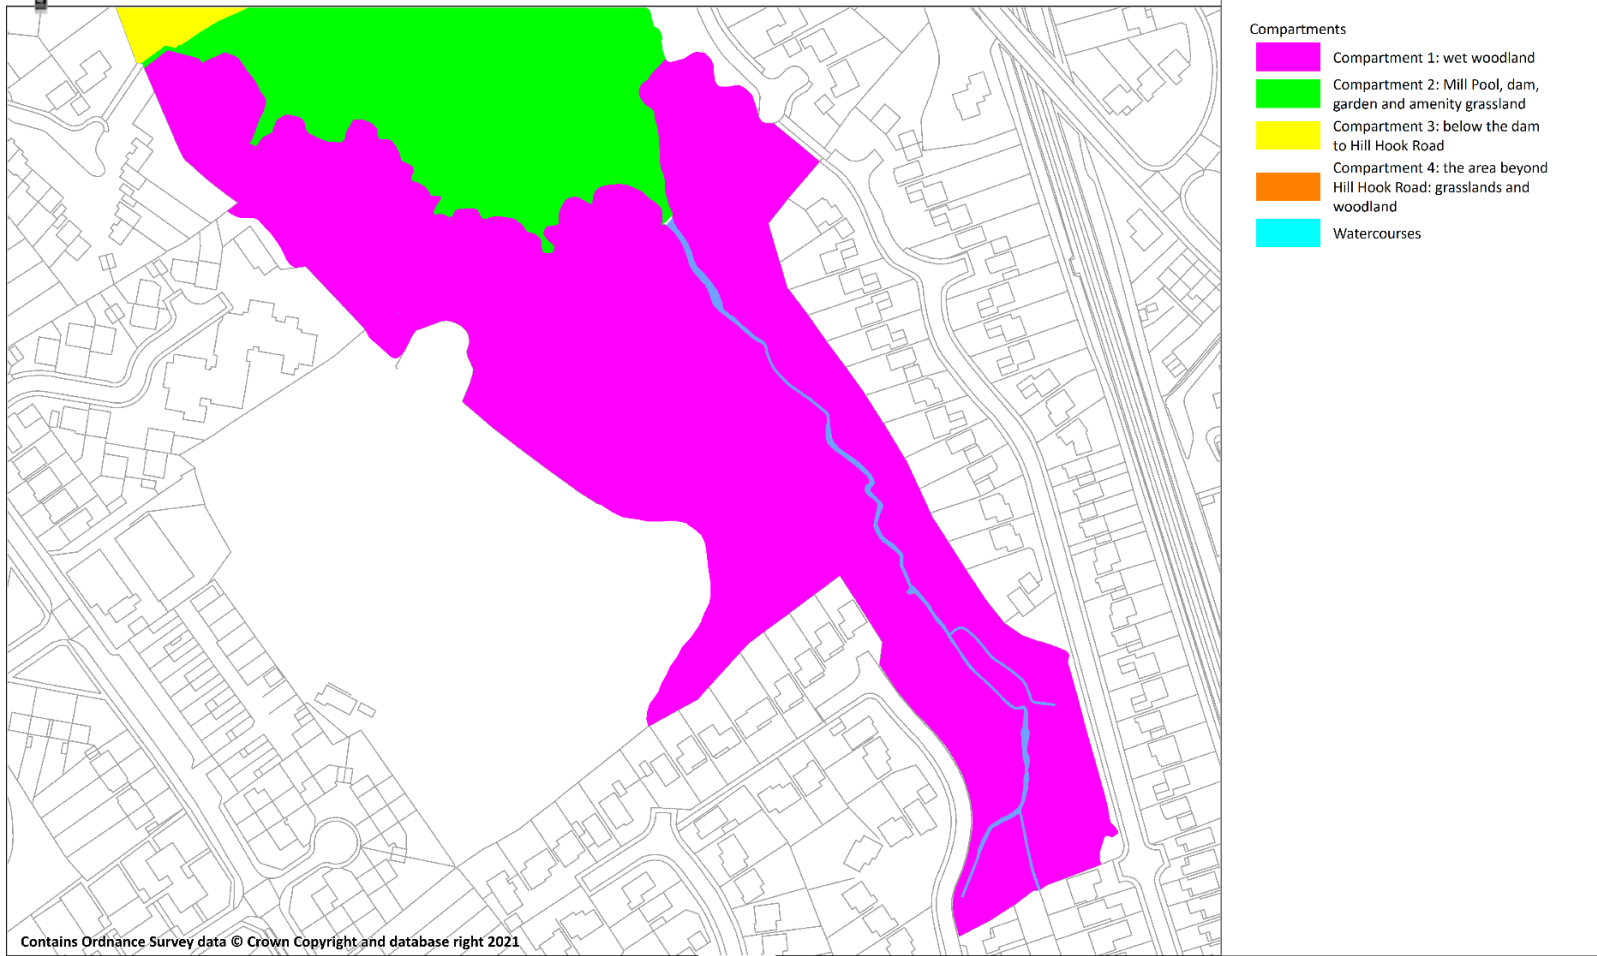 Compartments
Compartment 1: wet woodland
Compartment 2: Mill Pool, dam,
garden and amenity grassland
Compartment 3: below the dam
to Hill Hook Road
Compartment 4: the area beyond
Hill Hook Road: grasslands and
woodland
Watercourses
Contains Ordnance Survey data © Crown Copyright and database right 2021